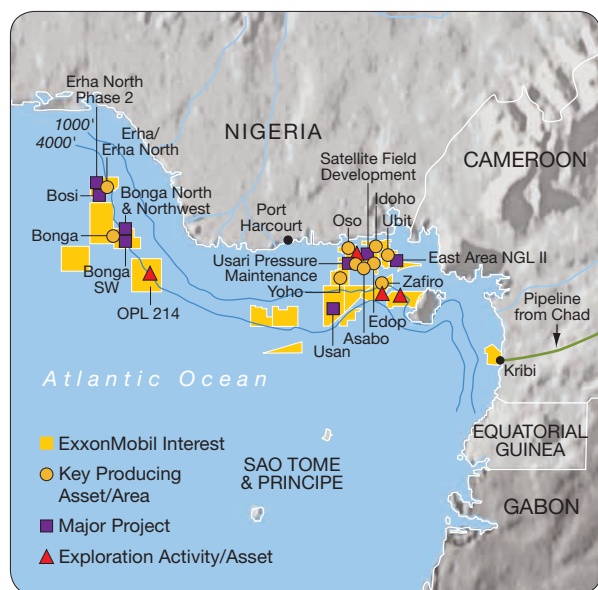 Erha North
Phase 2
1000'
4000'
Erha/
Erha North
NIGERIA
CAMEROON
Satellite Field
Development
Bosi
Bonga North
& Northwest
Idoho
Port
Harcourt
Oso
Ubit
Bonga
Usari Pressure
Maintenance
East Area NGL II
Bonga
SW
Yoho
Zafiro
Pipeline
from Chad
OPL 214
Edop
Asabo
Usan
Kribi
Atlantic Ocean
EQUATORIAL
GUINEA
ExxonMobil Interest
Key Producing
Asset/Area
SAO TOME
& PRINCIPE
GABON
Major Project
Exploration Activity/Asset